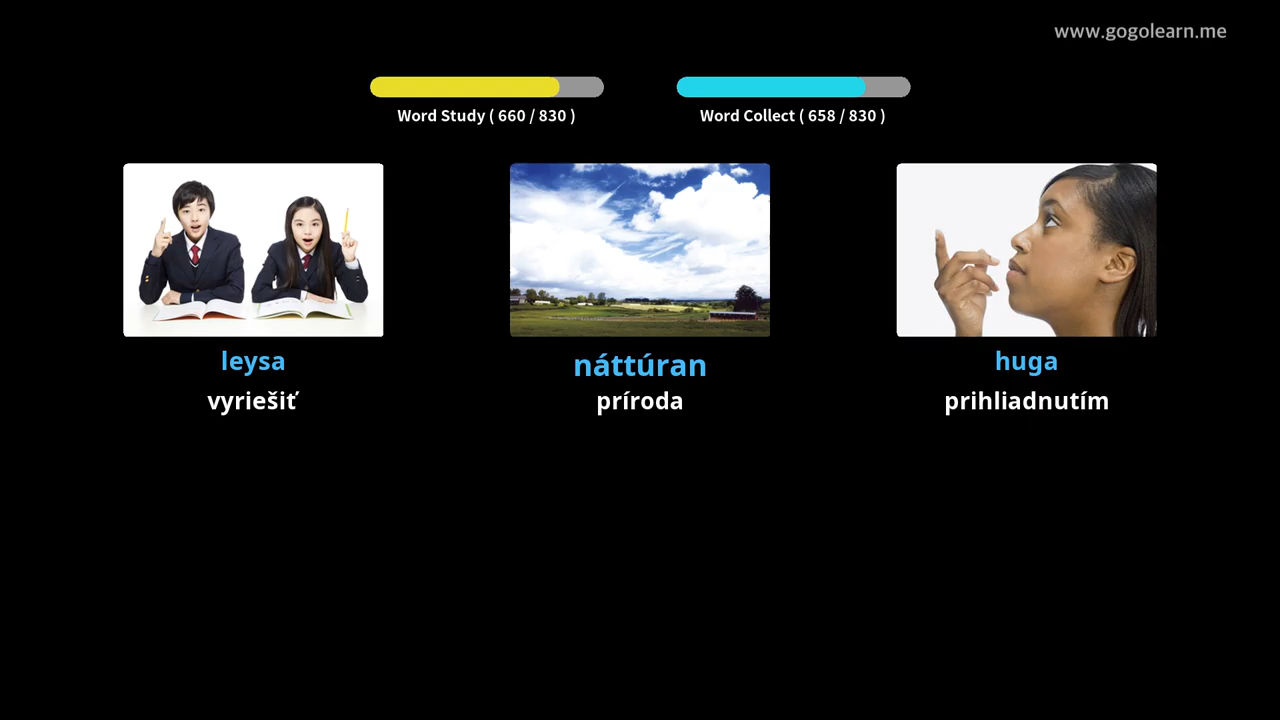 www.gogolearn.me
Word Study ( 660 / 830 )
Word Collect ( 658 / 830 )
leysa
vyriešiť
náttúran
príroda
huga
prihliadnutím